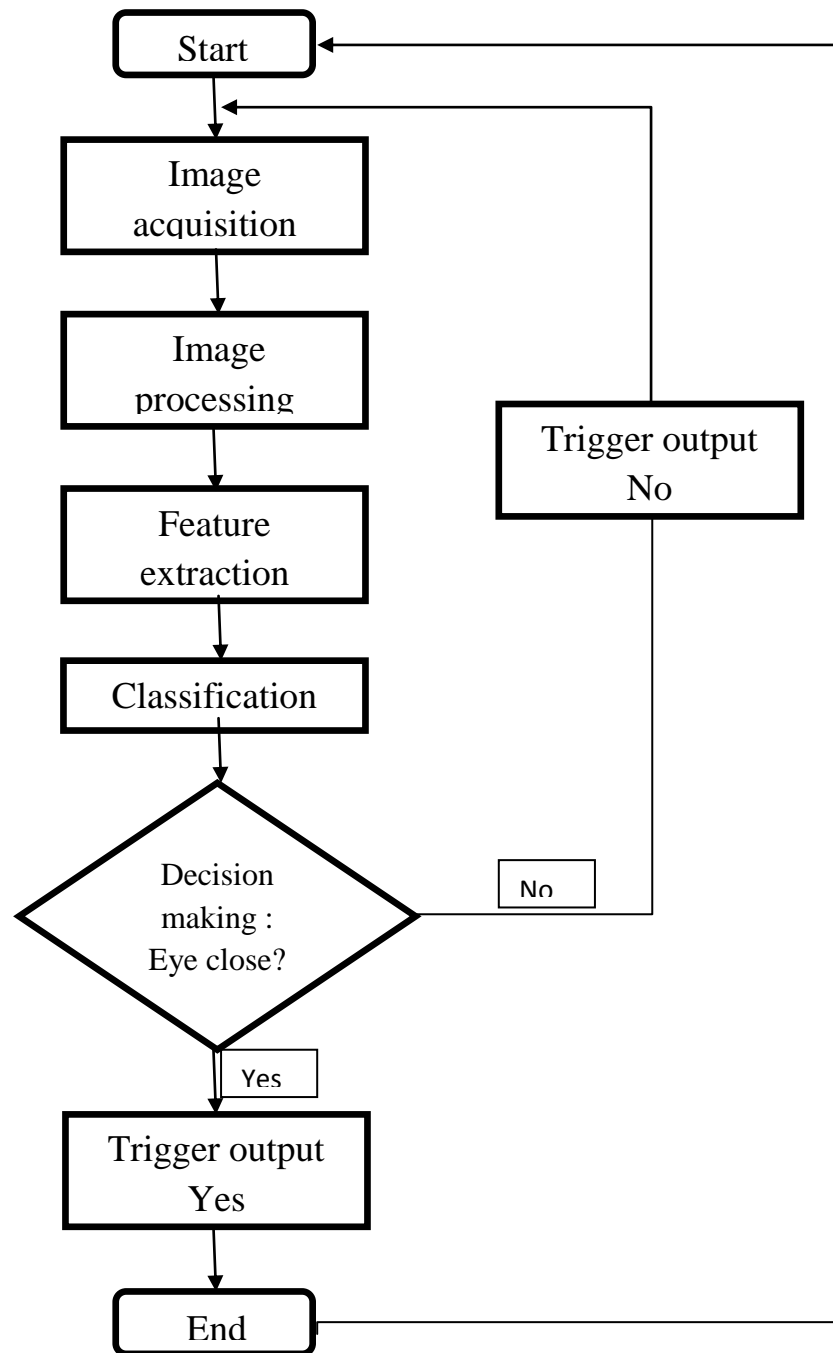 Start
Image
acquisition
Image
processing
Trigger output
No
Feature
extraction
Classification
Decision
making :
Eye close?
No
Yes
Trigger output
Yes
End